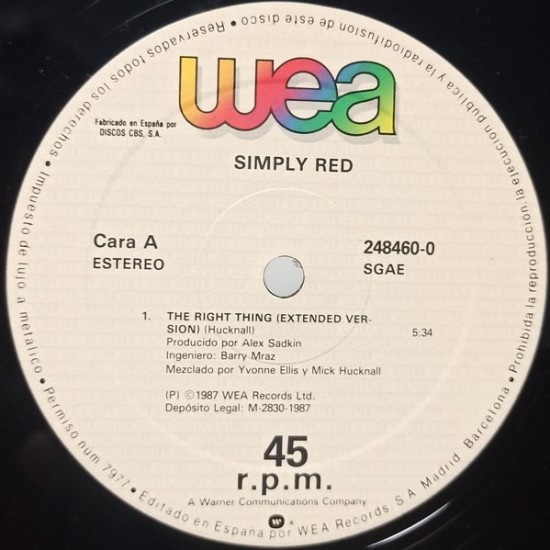 wea
Fabricado en España por
DISCOS CBS, S.A.
SIMPLY RED
Cara A
ESTEREO
248460-0
SGAE
1. THE RIGHT THING (EXTENDED VER-
SION) (Hucknall) 5:34
Producido por Alex Sadkin
Ingeniero: Barry Mraz
Mezclado por Yvonne Ellis y Mick Hucknall
(P) ©1987 WEA Records Ltd.
Depósito Legal: M-2830-1987
45
r.p.m.
A Warner Communications Company
• Editado en España por WEA Records, S.A. Madrid. Barcelona. • Prohibida la reproducción, la ejecución pública y la radiodifusión de este disco • Reservados todos los derechos • Impuesto de lujo a metálico • Permiso núm 7977